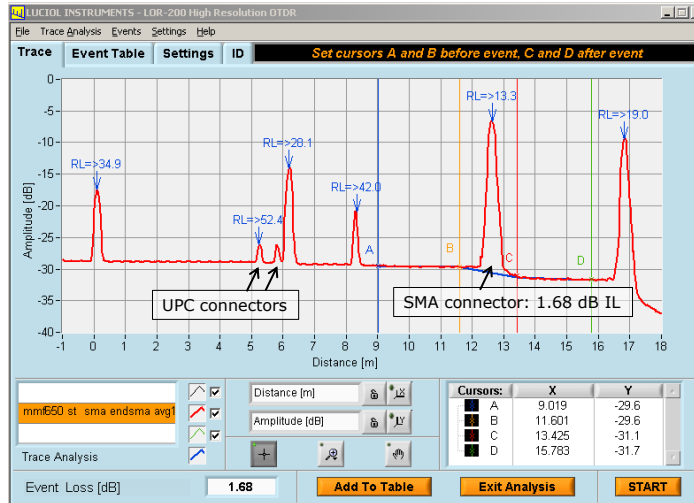 LUCIOL INSTRUMENTS - LOR-200 High Resolution OTDR
File Trace Analysis Events Settings Help
Trace Event Table Settings ID Set cursors A and B before event, C and D after event
0-
-5-
-10-
-15-
-20-
-25-
-30-
-35-
-40-
Amplitude [dB]
RL=>34.9
RL=>52.4
RL=>28.1
RL=>42.0
RL=>13.3
RL=>19.0
A
B
C
D
UPC connectors
SMA connector: 1.68 dB IL
-1 0 1 2 3 4 5 6 7 8 9 10 11 12 13 14 15 16 17 18
Distance [m]
mmf650 st sma endsma avg1
Trace Analysis
Distance [m]
Amplitude [dB]
Cursors: X Y
A 9.019 -29.6
B 11.601 -29.6
C 13.425 -31.1
D 15.783 -31.7
Event Loss [dB] 1.68 Add To Table Exit Analysis START